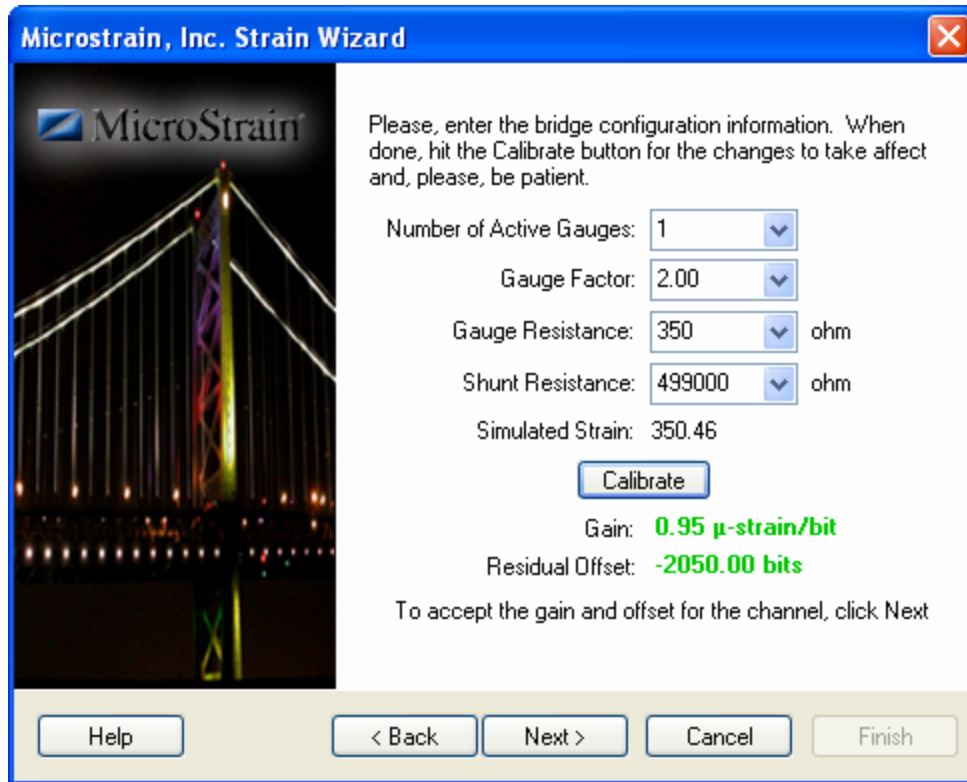 Microstrain, Inc. Strain Wizard
MicroStrain
Please, enter the bridge configuration information. When
done, hit the Calibrate button for the changes to take affect
and, please, be patient.
Number of Active Gauges: 1
Gauge Factor: 2.00
Gauge Resistance: 350 ohm
Shunt Resistance: 499000 ohm
Simulated Strain: 350.46
Calibrate
Gain: 0.95 µ-strain/bit
Residual Offset: -2050.00 bits
To accept the gain and offset for the channel, click Next
Help < Back Next > Cancel Finish